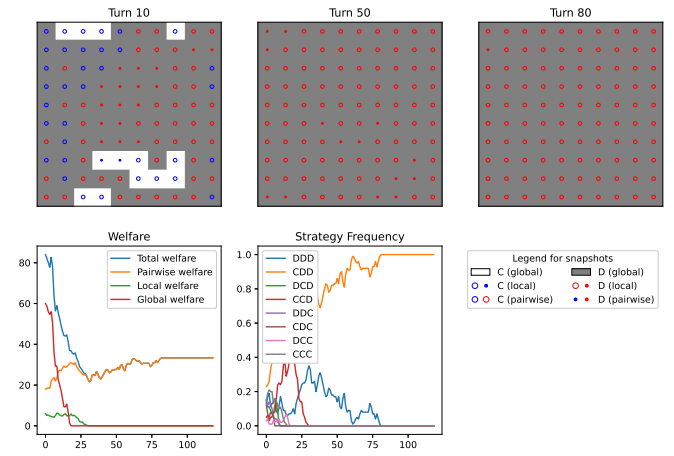 Turn 10
Turn 50
Turn 80
Welfare
80
60
40
20
0
0
25
50
75
100
Total welfare
Pairwise welfare
Local welfare
Global welfare
Strategy Frequency
1.0
0.8
0.6
0.4
0.2
0.0
0
25
50
75
100
DDD
CDD
DCD
CCD
DDC
CDC
DCC
CCC
Legend for snapshots
C (global) D (global)
C (local) D (local)
C (pairwise) D (pairwise)